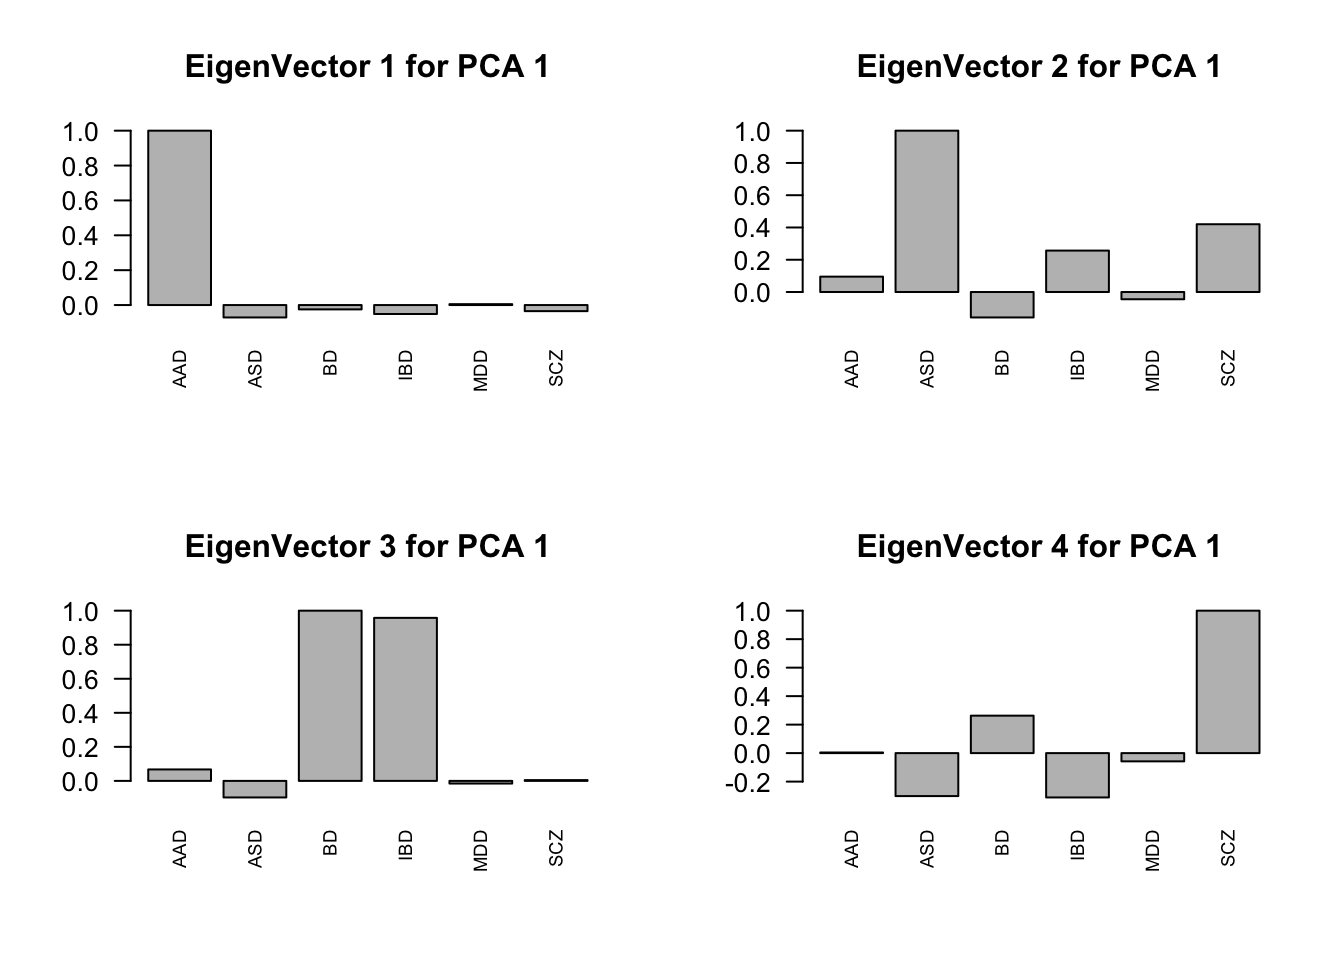 EigenVector 1 for PCA 1
1.0
0.8
0.6
0.4
0.2
0.0
AAD
ASD
BD
IBD
MDD
SCZ
EigenVector 2 for PCA 1
1.0
0.8
0.6
0.4
0.2
0.0
AAD
ASD
BD
IBD
MDD
SCZ
EigenVector 3 for PCA 1
1.0
0.8
0.6
0.4
0.2
0.0
AAD
ASD
BD
IBD
MDD
SCZ
EigenVector 4 for PCA 1
1.0
0.8
0.6
0.4
0.2
0.0
-0.2
AAD
ASD
BD
IBD
MDD
SCZ